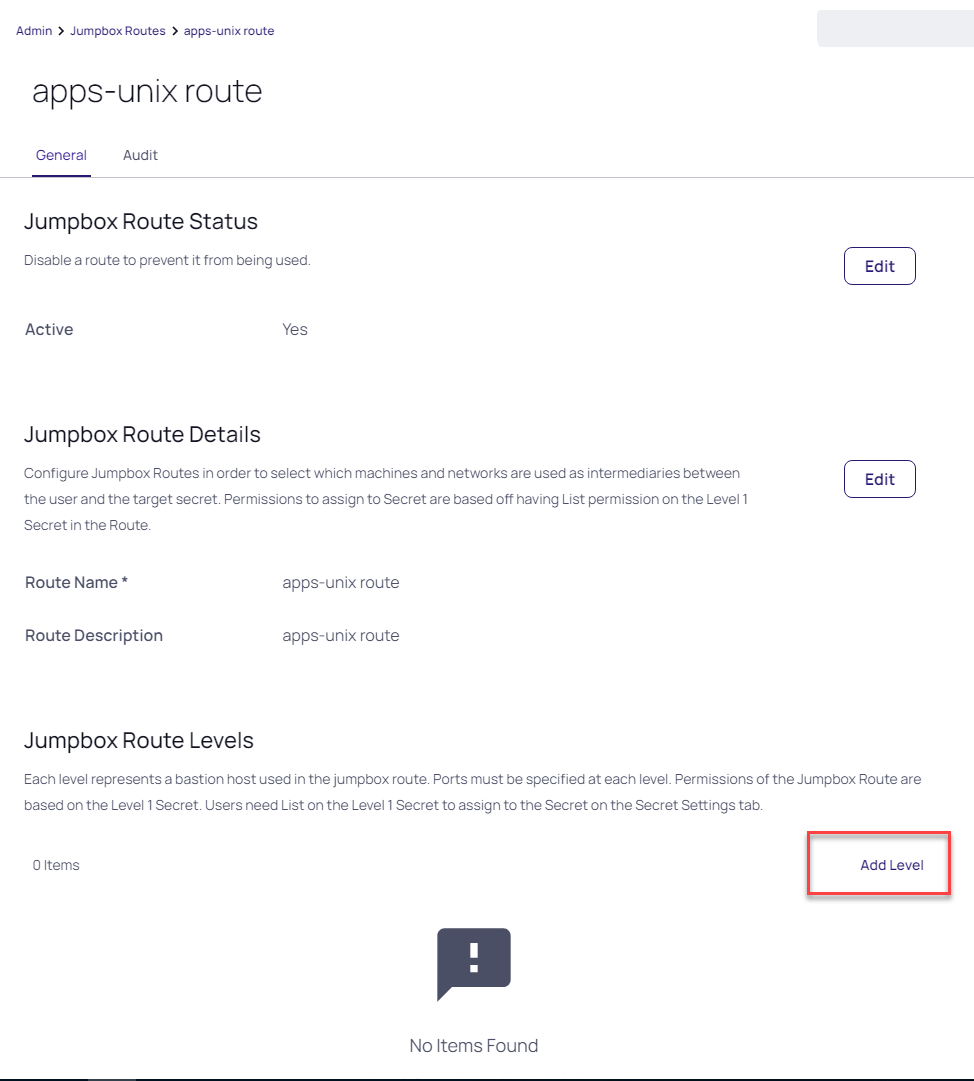 Admin > Jumpbox Routes > apps-unix route
apps-unix route
General Audit
Jumpbox Route Status
Disable a route to prevent it from being used.
Edit
Active Yes
Jumpbox Route Details
Configure Jumpbox Routes in order to select which machines and networks are used as intermediaries between
the user and the target secret. Permissions to assign to Secret are based off having List permission on the Level 1
Secret in the Route.
Edit
Route Name * apps-unix route
Route Description apps-unix route
Jumpbox Route Levels
Each level represents a bastion host used in the jumpbox route. Ports must be specified at each level. Permissions of the Jumpbox Route are
based on the Level 1 Secret. Users need List on the Level 1 Secret to assign to the Secret on the Secret Settings tab.
0 Items Add Level
No Items Found